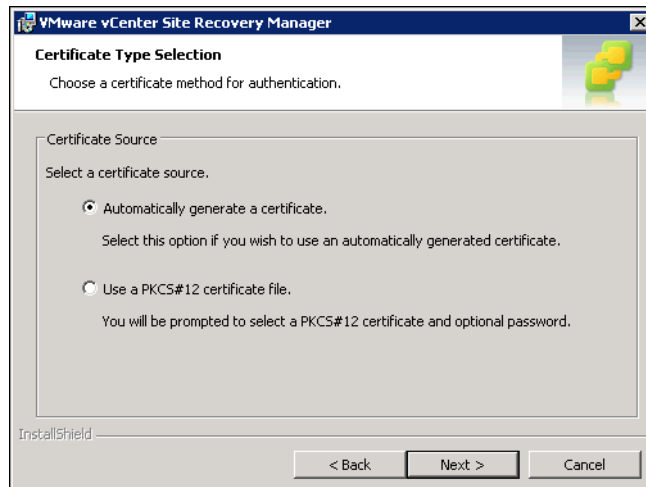 VMware vCenter Site Recovery Manager
Certificate Type Selection
Choose a certificate method for authentication.
Certificate Source
Select a certificate source.
Automatically generate a certificate.
Select this option if you wish to use an automatically generated certificate.
Use a PKCS#12 certificate file.
You will be prompted to select a PKCS#12 certificate and optional password.
InstallShield
< Back Next > Cancel